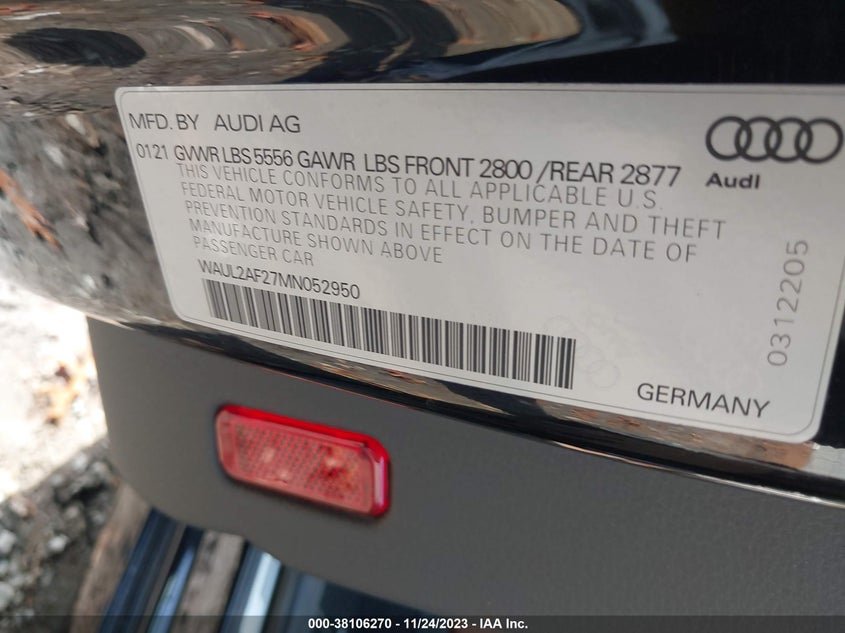 MFD. BY AUDI AG
0121 GVWR LBS 5556 GAWR LBS FRONT 2800 /REAR 2877
THIS VEHICLE CONFORMS TO ALL APPLICABLE U.S.
FEDERAL MOTOR VEHICLE SAFETY, BUMPER AND THEFT
PREVENTION STANDARDS IN EFFECT ON THE DATE OF
MANUFACTURE SHOWN ABOVE
PASSENGER CAR
WAUL2AF27MN052950
Audi
0312205
GERMANY
000-38106270 - 11/24/2023 - IAA Inc.